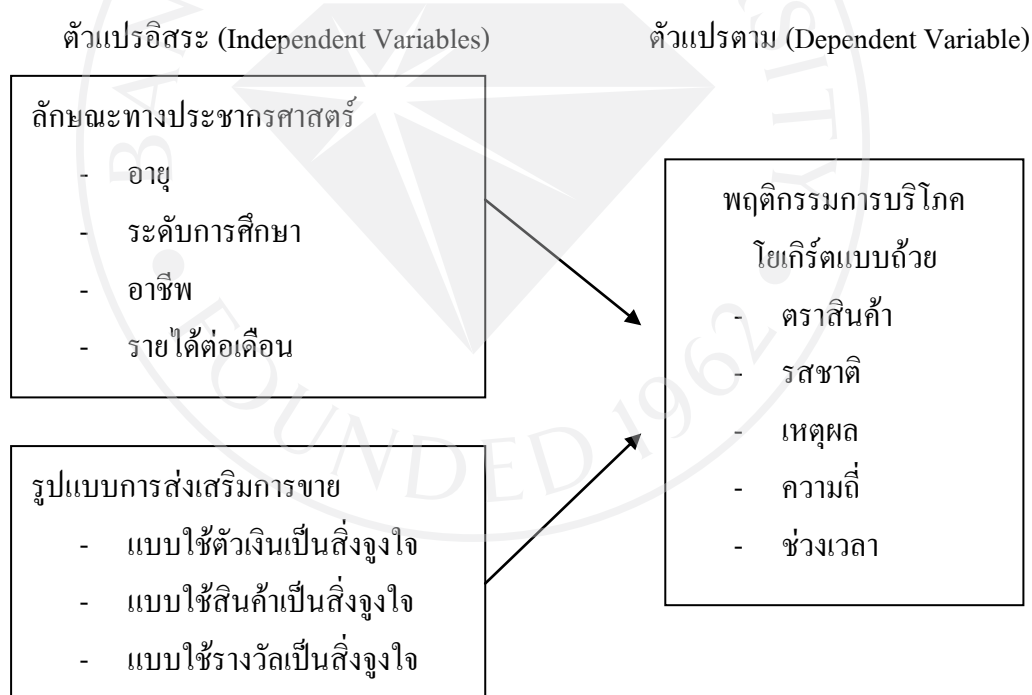 ตัวแปรอิสระ (Independent Variables)
ตัวแปรตาม (Dependent Variable)
ลักษณะทางประชากรศาสตร์
- อายุ
- ระดับการศึกษา
- อาชีพ
- รายได้ต่อเดือน
รูปแบบการส่งเสริมการขาย
- แบบใช้ตัวเงินเป็นสิ่งจูงใจ
- แบบใช้สินค้าเป็นสิ่งจูงใจ
- แบบใช้รางวัลเป็นสิ่งจูงใจ
พฤติกรรมการบริโภค
โยเกิร์ตแบบถ้วย
- ตราสินค้า
- รสชาติ
- เหตุผล
- ความถี่
- ช่วงเวลา
FOUNDED 1962